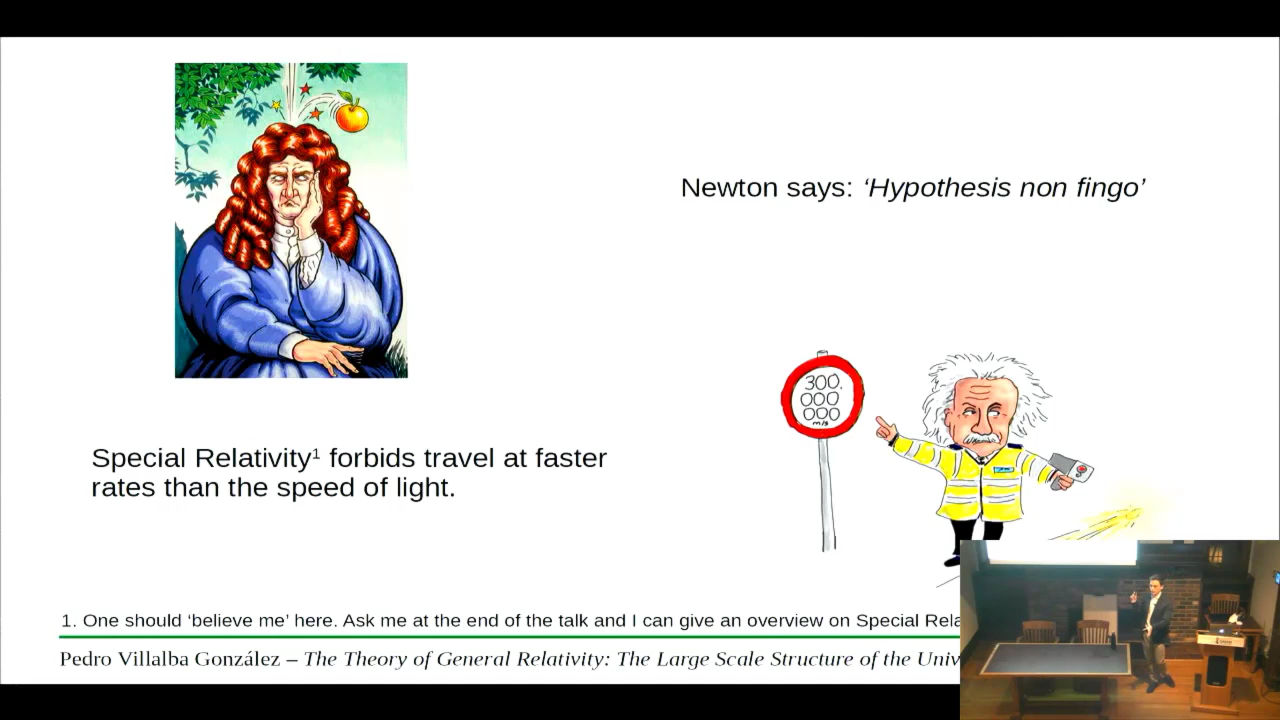 Newton says: ‘Hypothesis non fingo’
300.
000
000
m/s
Special Relativity¹ forbids travel at faster
rates than the speed of light.
1. One should ‘believe me’ here. Ask me at the end of the talk and I can give an overview on Special Rela
Pedro Villalba González – The Theory of General Relativity: The Large Scale Structure of the Univ